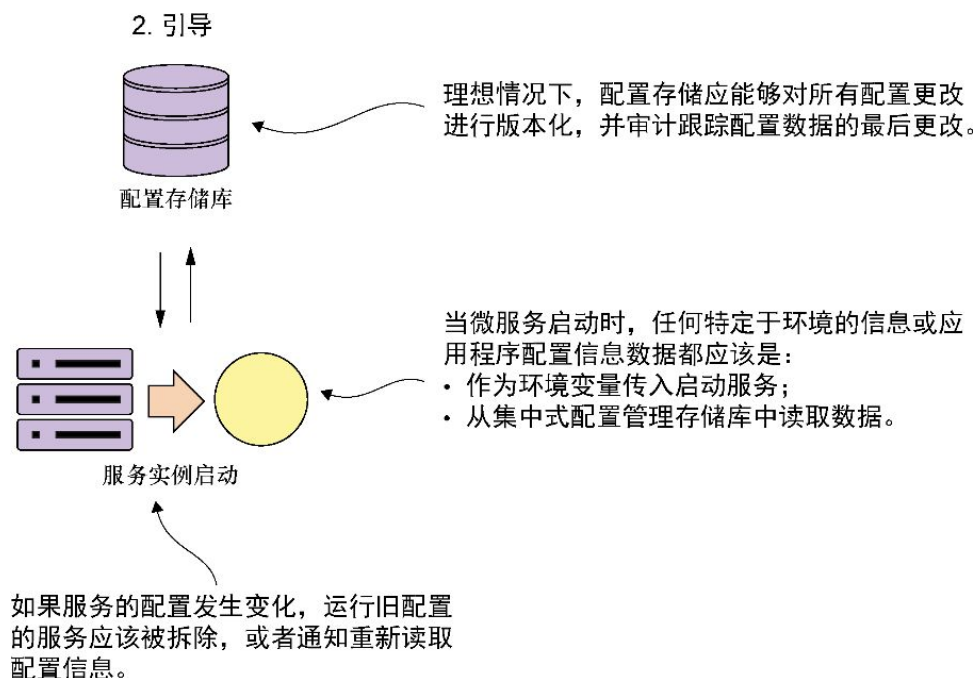 2. 引导
理想情况下，配置存储应能够对所有配置更改
进行版本化，并审计跟踪配置数据的最后更改。
配置存储库
当微服务启动时，任何特定于环境的信息或应
用程序配置信息数据都应该是：
• 作为环境变量传入启动服务；
• 从集中式配置管理存储库中读取数据。
服务实例启动
如果服务的配置发生变化，运行旧配置
的服务应该被拆除，或者通知重新读取
配置信息。